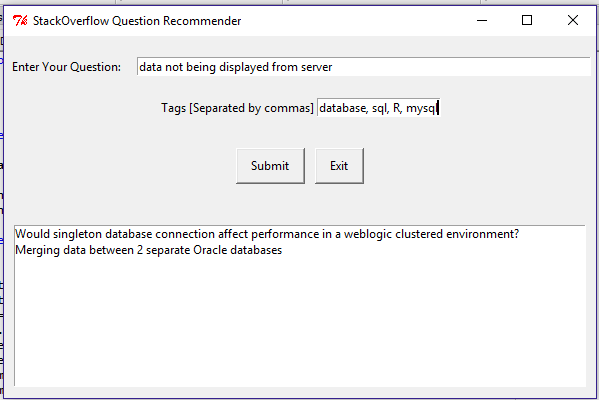 StackOverflow Question Recommender
Enter Your Question: data not being displayed from server
Tags [Separated by commas] database, sql, R, mysql
Submit Exit
Would singleton database connection affect performance in a weblogic clustered environment?
Merging data between 2 separate Oracle databases